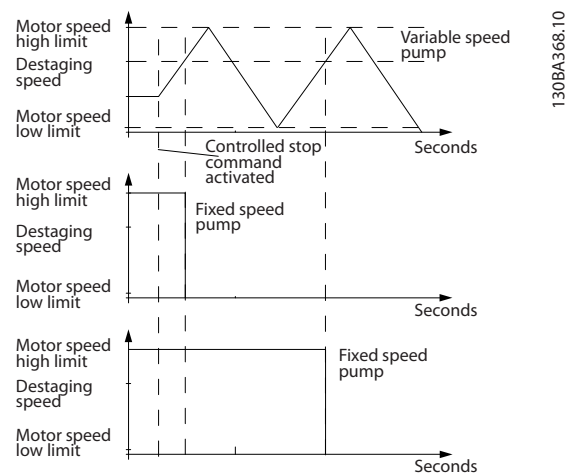 Motor speed
high limit
Destaging
speed
Motor speed
low limit
Variable speed
pump
Seconds
Controlled stop
command
activated
130BA368.10
Motor speed
high limit
Destaging
speed
Motor speed
low limit
Fixed speed
pump
Seconds
Motor speed
high limit
Destaging
speed
Motor speed
low limit
Fixed speed
pump
Seconds